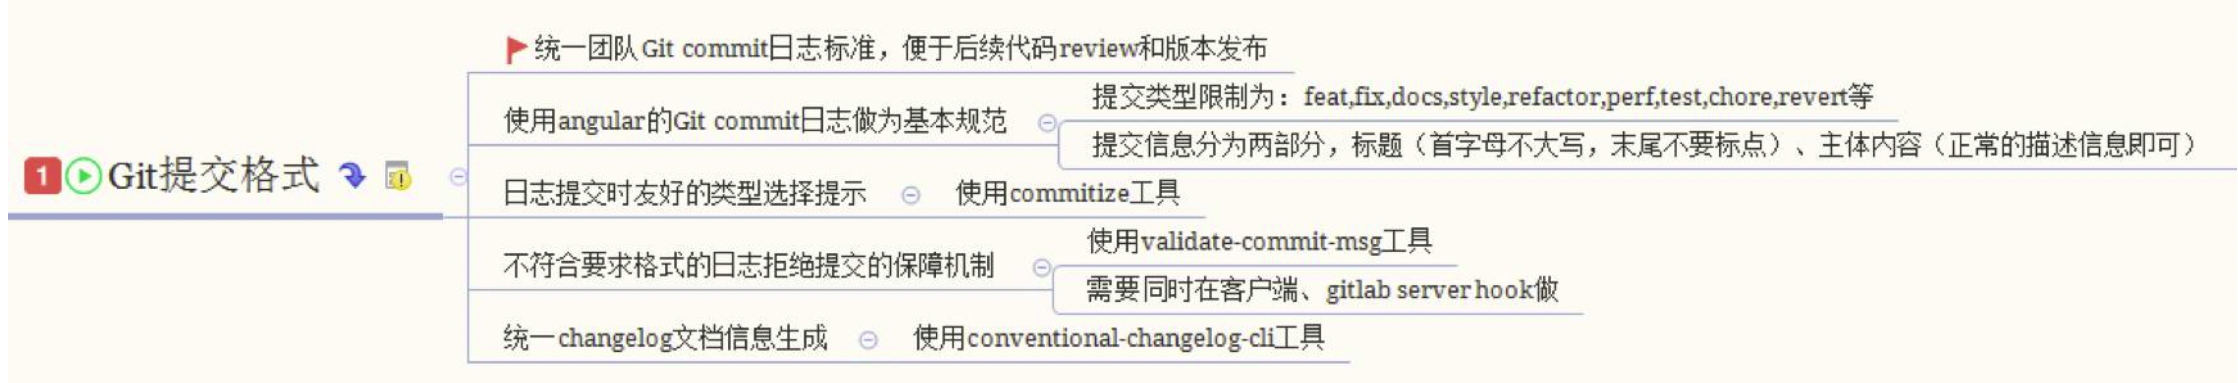 统一团队Git commit日志标准，便于后续代码review和版本发布
提交类型限制为：feat,fix,docs,style,refactor,perf,test,chore,revert等
使用angular的Git commit日志做为基本规范
提交信息分为两部分，标题（首字母不大写，末尾不要标点）、主体内容（正常的描述信息即可）
1 Git提交格式
日志提交时友好的类型选择提示
使用commitize工具
使用validate-commit-msg工具
不符合要求格式的日志拒绝提交的保障机制
需要同时在客户端、gitlab server hook做
统一changelog文档信息生成
使用conventional-changelog-cli工具